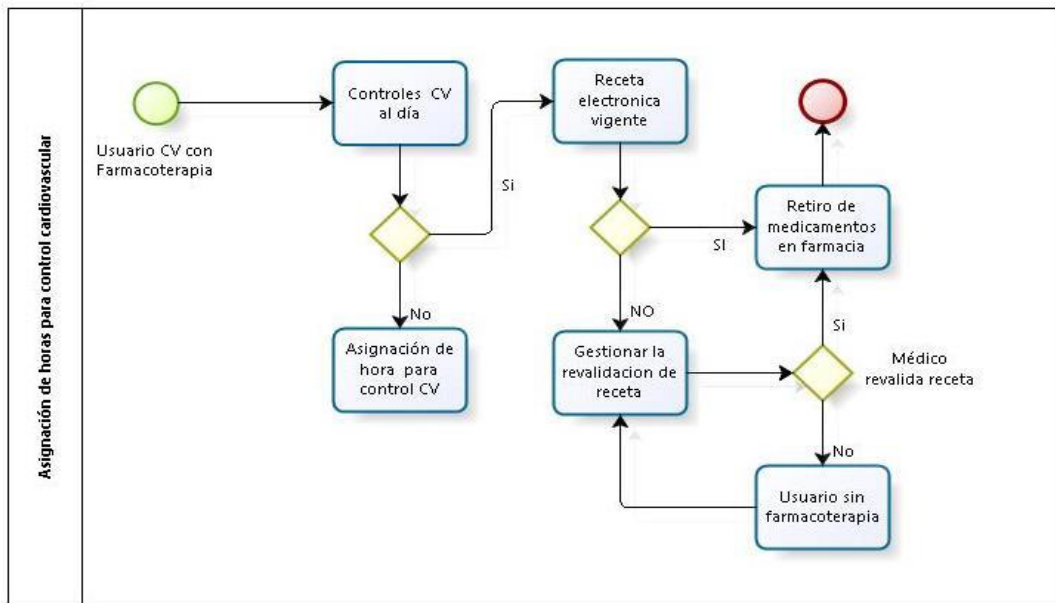 Asignación de horas para control cardiovascular
Usuario CV con
Farmacoterapia
Controles CV
al día
Si
No
Asignación de
hora para
control CV
Receta
electronica
vigente
SI
NO
Gestionar la
revalidacion de
receta
Retiro de
medicamentos
en farmacia
Si
Médico
revalida receta
No
Usuario sin
farmacoterapia